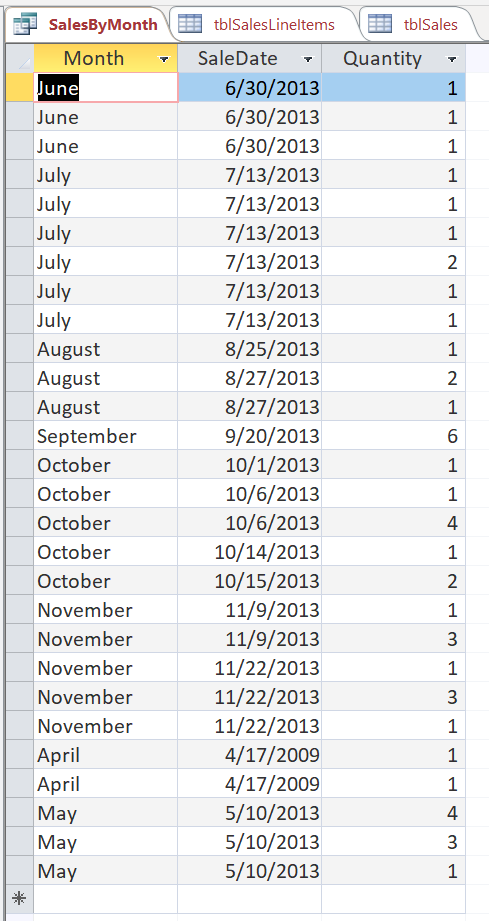 SalesByMonth tblSalesLineItems tblSales
Month SaleDate Quantity
June 6/30/2013 1
June 6/30/2013 1
June 6/30/2013 1
July 7/13/2013 1
July 7/13/2013 1
July 7/13/2013 1
July 7/13/2013 2
July 7/13/2013 1
July 7/13/2013 1
August 8/25/2013 1
August 8/27/2013 2
August 8/27/2013 1
September 9/20/2013 6
October 10/1/2013 1
October 10/6/2013 1
October 10/6/2013 4
October 10/14/2013 1
October 10/15/2013 2
November 11/9/2013 1
November 11/9/2013 3
November 11/22/2013 1
November 11/22/2013 3
November 11/22/2013 1
April 4/17/2009 1
April 4/17/2009 1
May 5/10/2013 4
May 5/10/2013 3
May 5/10/2013 1